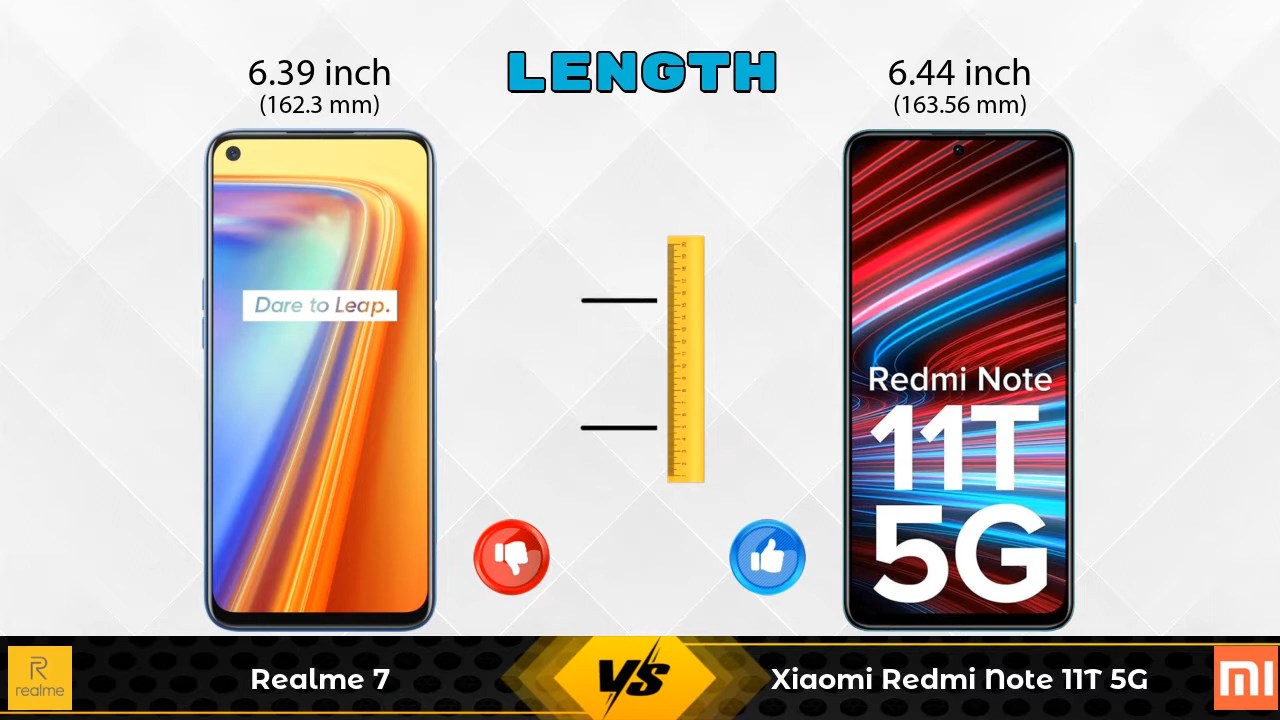 LENGTH
6.39 inch
(162.3 mm)
6.44 inch
(163.56 mm)
Dare to Leap.
Redmi Note
11T
5G
R
realme
Realme 7
VS
Xiaomi Redmi Note 11T 5G
MI